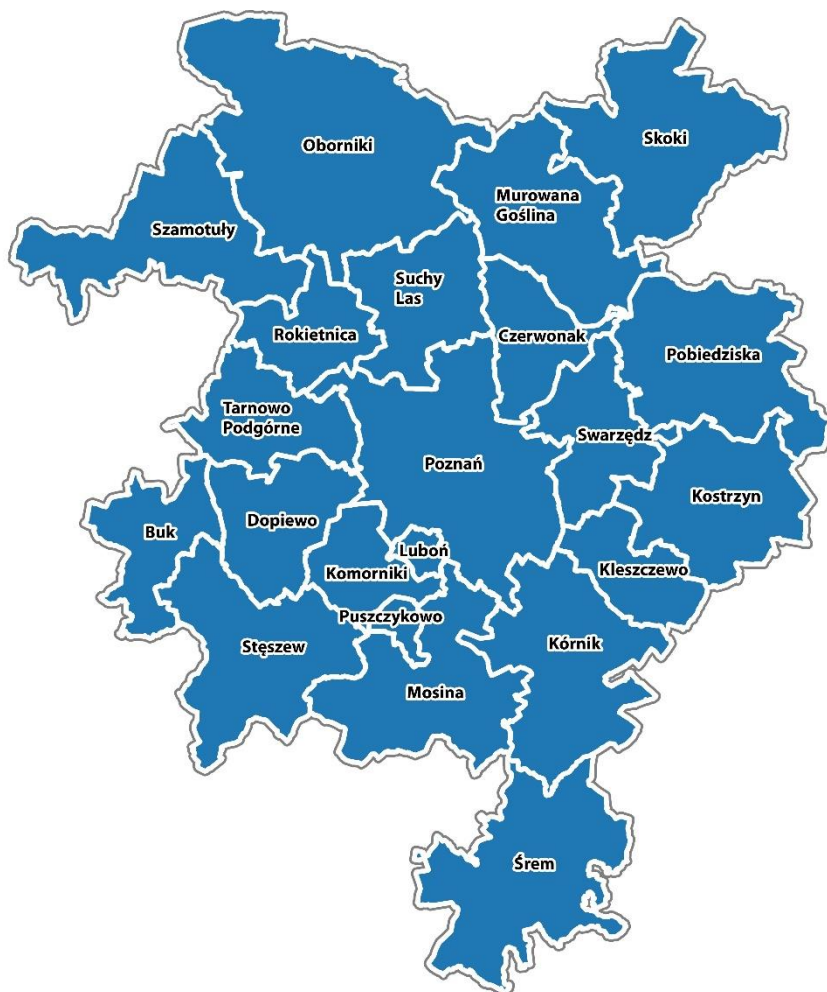 Oborniki
Skoki
Murowana
Goślina
Szamotuły
Suchy
Las
Rokietnica
Czerwonak
Pobiedziska
Tarnowo
Podgórne
Swarzędz
Poznań
Kostrzyn
Buk
Dopiewo
Luboń
Komorniki
Kleszczewo
Puszczykowo
Stęszew
Kórnik
Mosina
Śrem